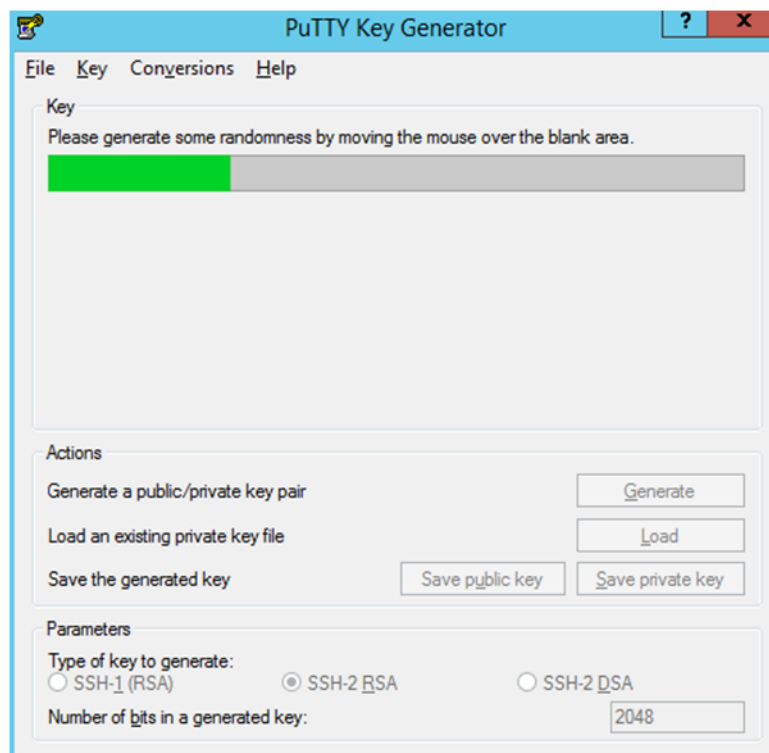 PuTTY Key Generator
? x
File Key Conversions Help
Key
Please generate some randomness by moving the mouse over the blank area.
Actions
Generate a public/private key pair Generate
Load an existing private key file Load
Save the generated key Save public key Save private key
Parameters
Type of key to generate:
SSH-1 (RSA) SSH-2 RSA SSH-2 DSA
Number of bits in a generated key: 2048